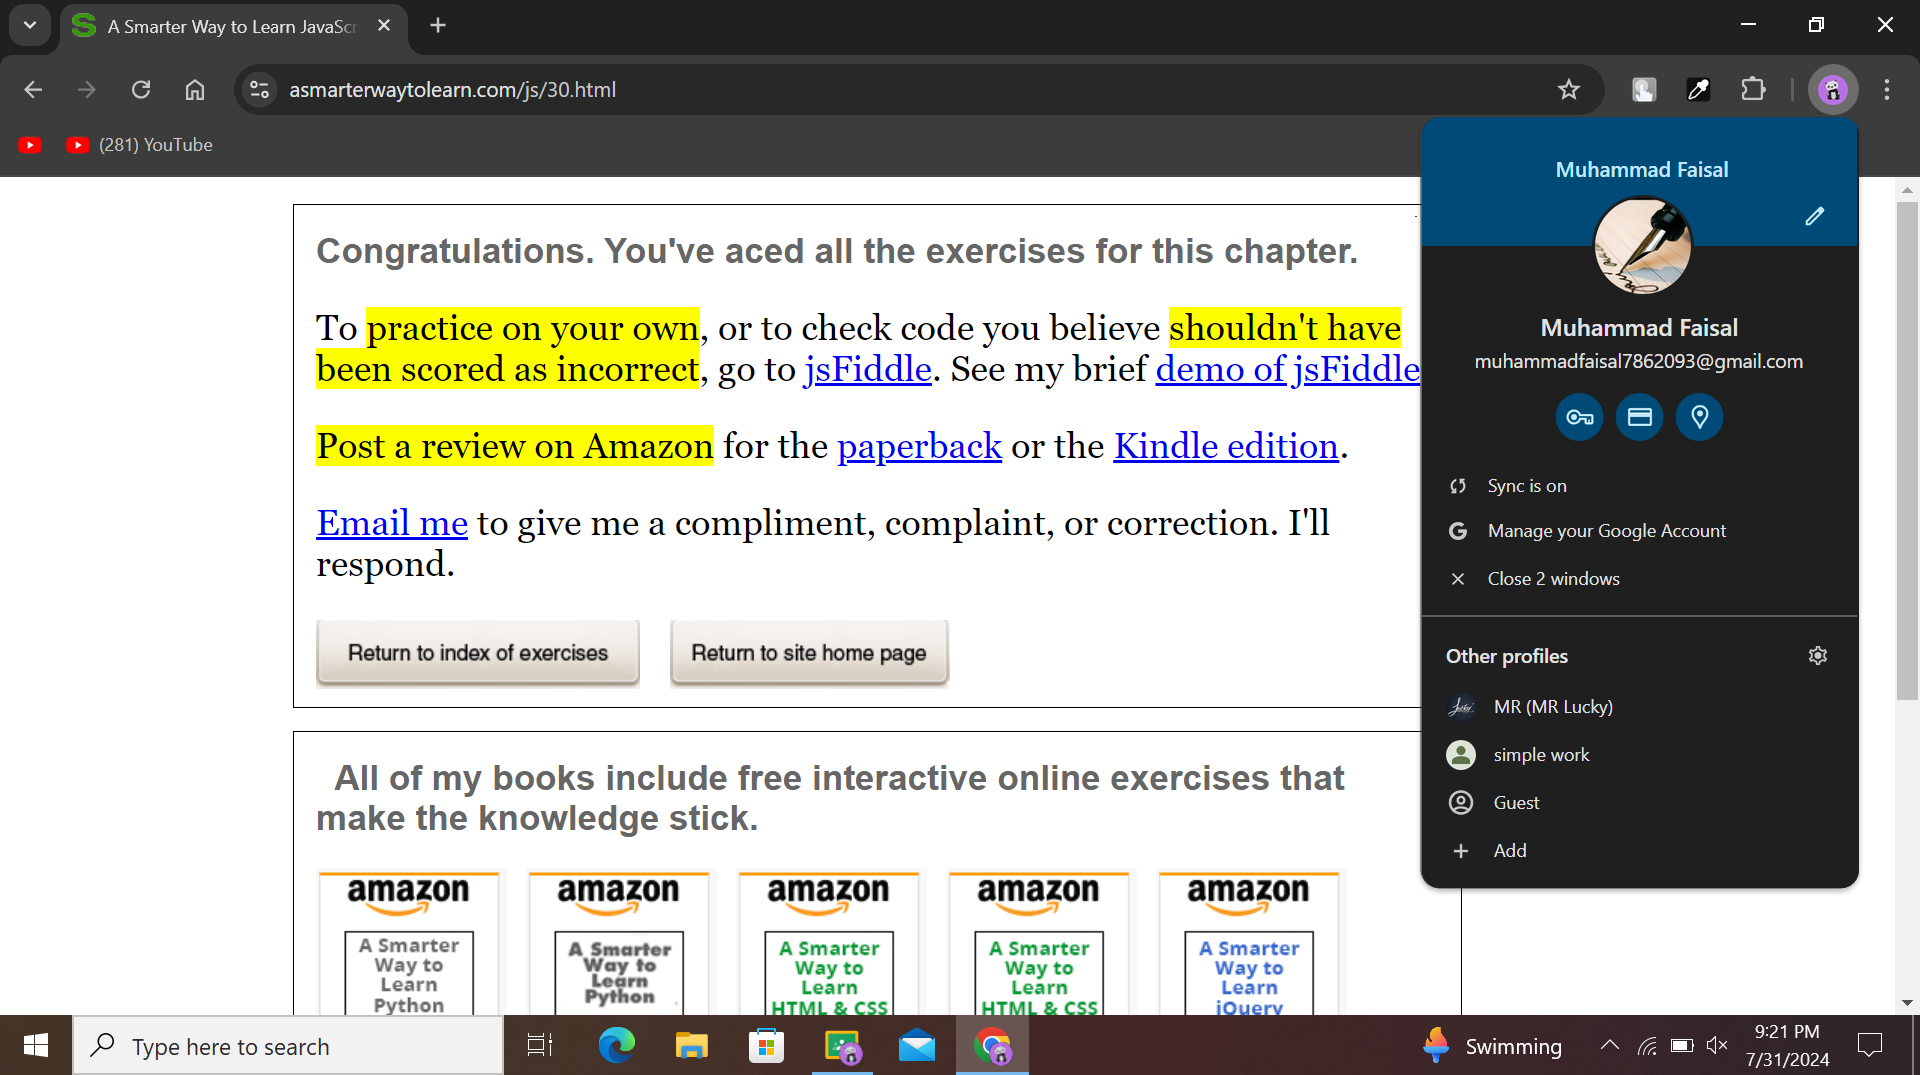 A Smarter Way to Learn JavaScr
asmarterwaytolearn.com/js/30.html
(281) YouTube
Congratulations. You've aced all the exercises for this chapter.
To practice on your own, or to check code you believe shouldn't have
been scored as incorrect, go to jsFiddle. See my brief demo of jsFiddle
Post a review on Amazon for the paperback or the Kindle edition.
Email me to give me a compliment, complaint, or correction. I'll
respond.
Return to index of exercises
Return to site home page
All of my books include free interactive online exercises that
make the knowledge stick.
amazon
A Smarter
Way to
Learn
Python
amazon
A Smarter
Way to
Learn
Python
amazon
A Smarter
Way to
Learn
HTML & CSS
amazon
A Smarter
Way to
Learn
HTML & CSS
amazon
A Smarter
Way to
Learn
jQuery
Muhammad Faisal
Muhammad Faisal
muhammadfaisal7862093@gmail.com
Sync is on
Manage your Google Account
Close 2 windows
Other profiles
MR (MR Lucky)
simple work
Guest
Add
Type here to search
Swimming
9:21 PM
7/31/2024